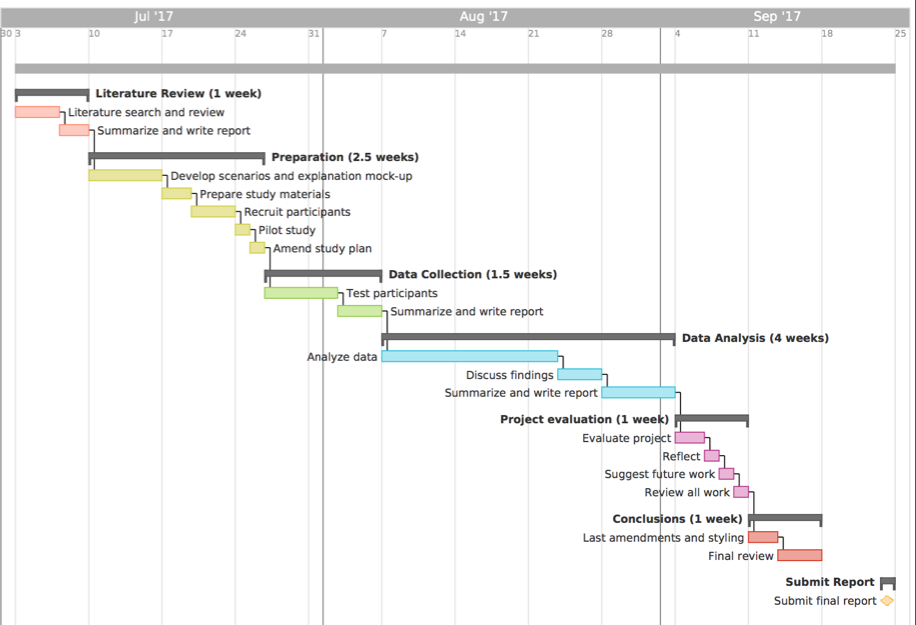 Jul '17 Aug '17 Sep '17
30 3 10 17 24 31 7 14 21 28 4 11 18 25
Literature Review (1 week)
Literature search and review
Summarize and write report
Preparation (2.5 weeks)
Develop scenarios and explanation mock-up
Prepare study materials
Recruit participants
Pilot study
Amend study plan
Data Collection (1.5 weeks)
Test participants
Summarize and write report
Data Analysis (4 weeks)
Analyze data
Discuss findings
Summarize and write report
Project evaluation (1 week)
Evaluate project
Reflect
Suggest future work
Review all work
Conclusions (1 week)
Last amendments and styling
Final review
Submit Report
Submit final report